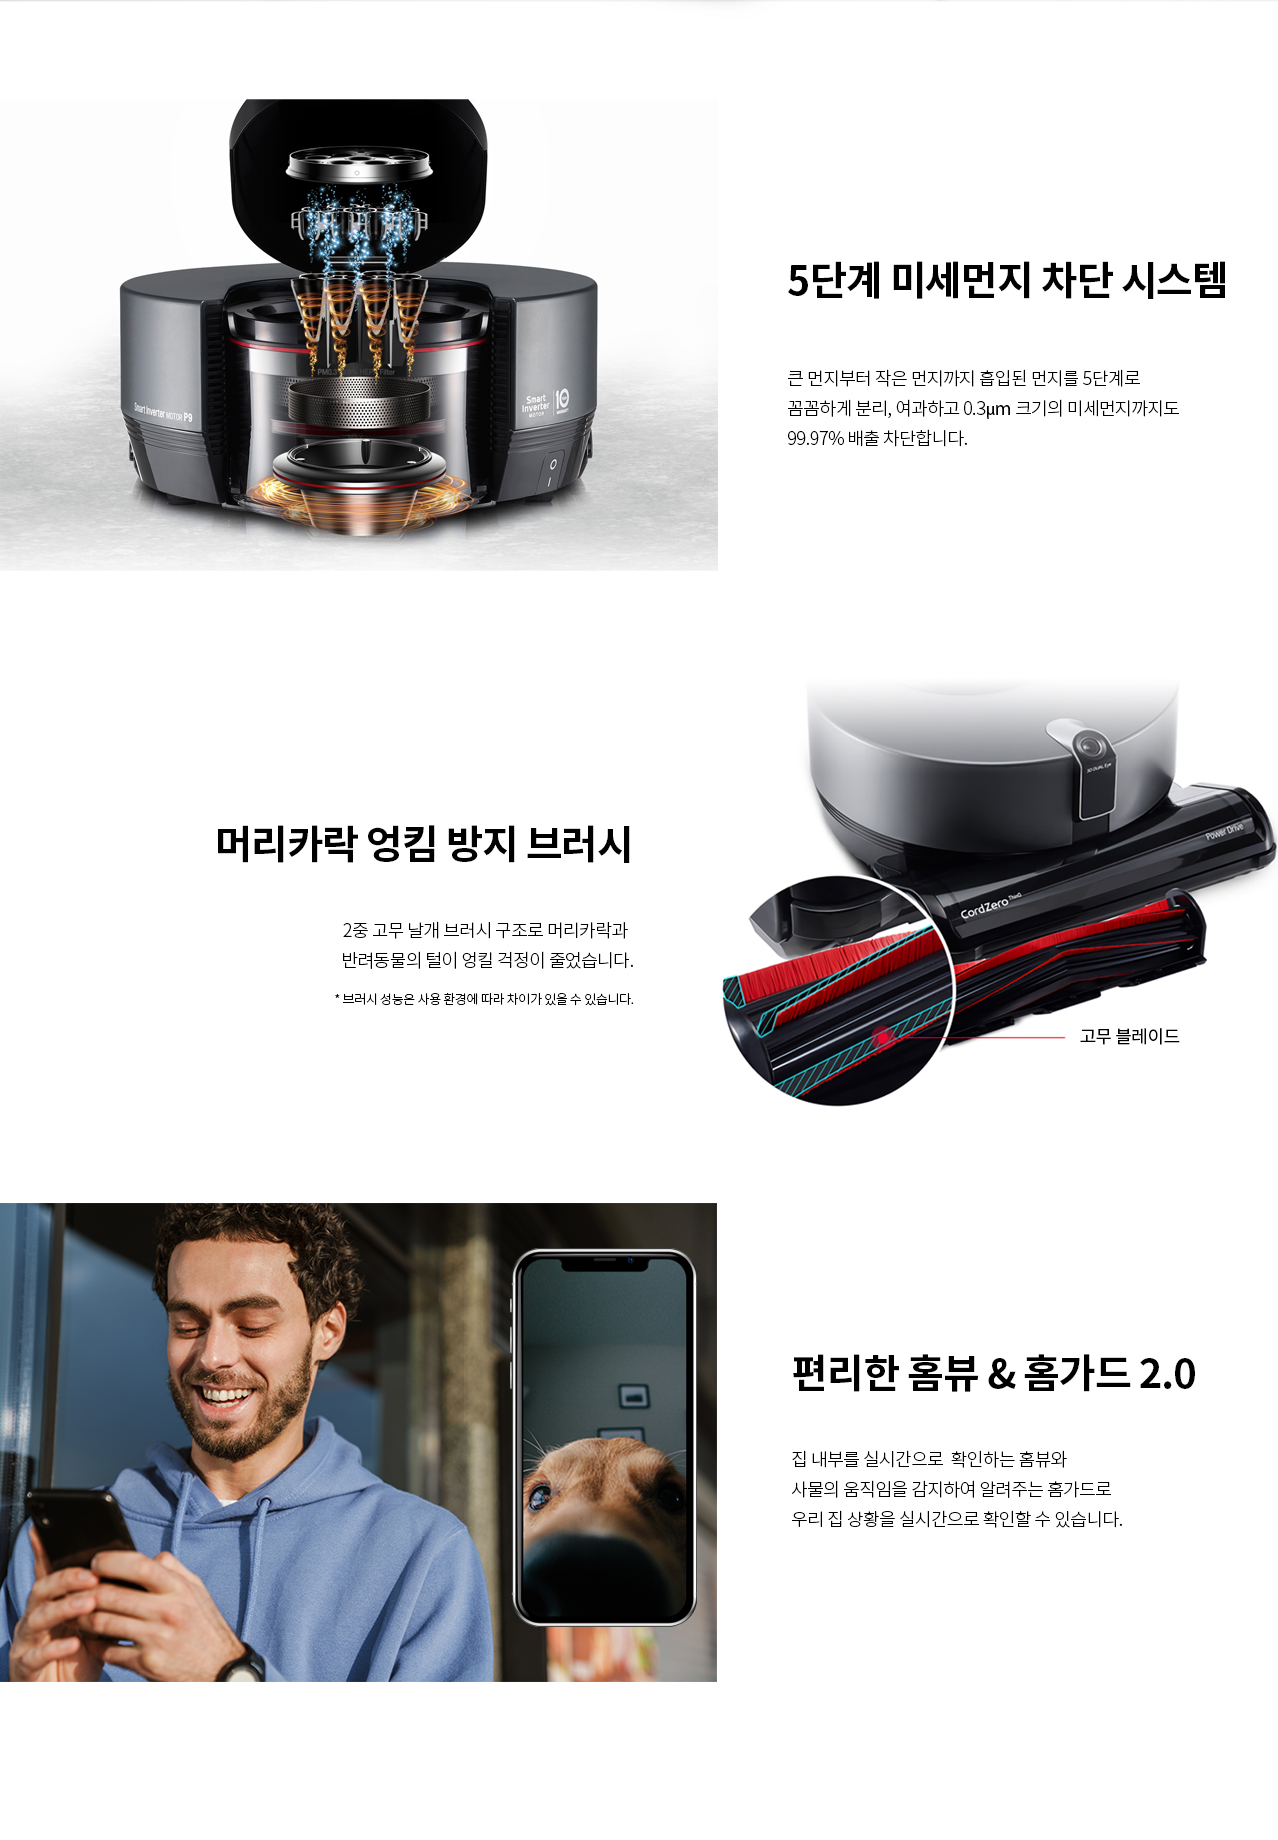 5단계 미세먼지 차단 시스템
큰 먼지부터 작은 먼지까지 흡입된 먼지를 5단계로
꼼꼼하게 분리, 여과하고 0.3μm 크기의 미세먼지까지도
99.97% 배출 차단합니다.
Smart Inverter MOTOR P9
Smart
Inverter
MOTOR
10
머리카락 엉킴 방지 브러시
2중 고무 날개 브러시 구조로 머리카락과
반려동물의 털이 엉킬 걱정이 줄었습니다.
* 브러시 성능은 사용 환경에 따라 차이가 있을 수 있습니다.
3D DUAL Eye
Power Drive
CordZero ThinQ
고무 블레이드
편리한 홈뷰 & 홈가드 2.0
집 내부를 실시간으로 확인하는 홈뷰와
사물의 움직임을 감지하여 알려주는 홈가드로
우리 집 상황을 실시간으로 확인할 수 있습니다.